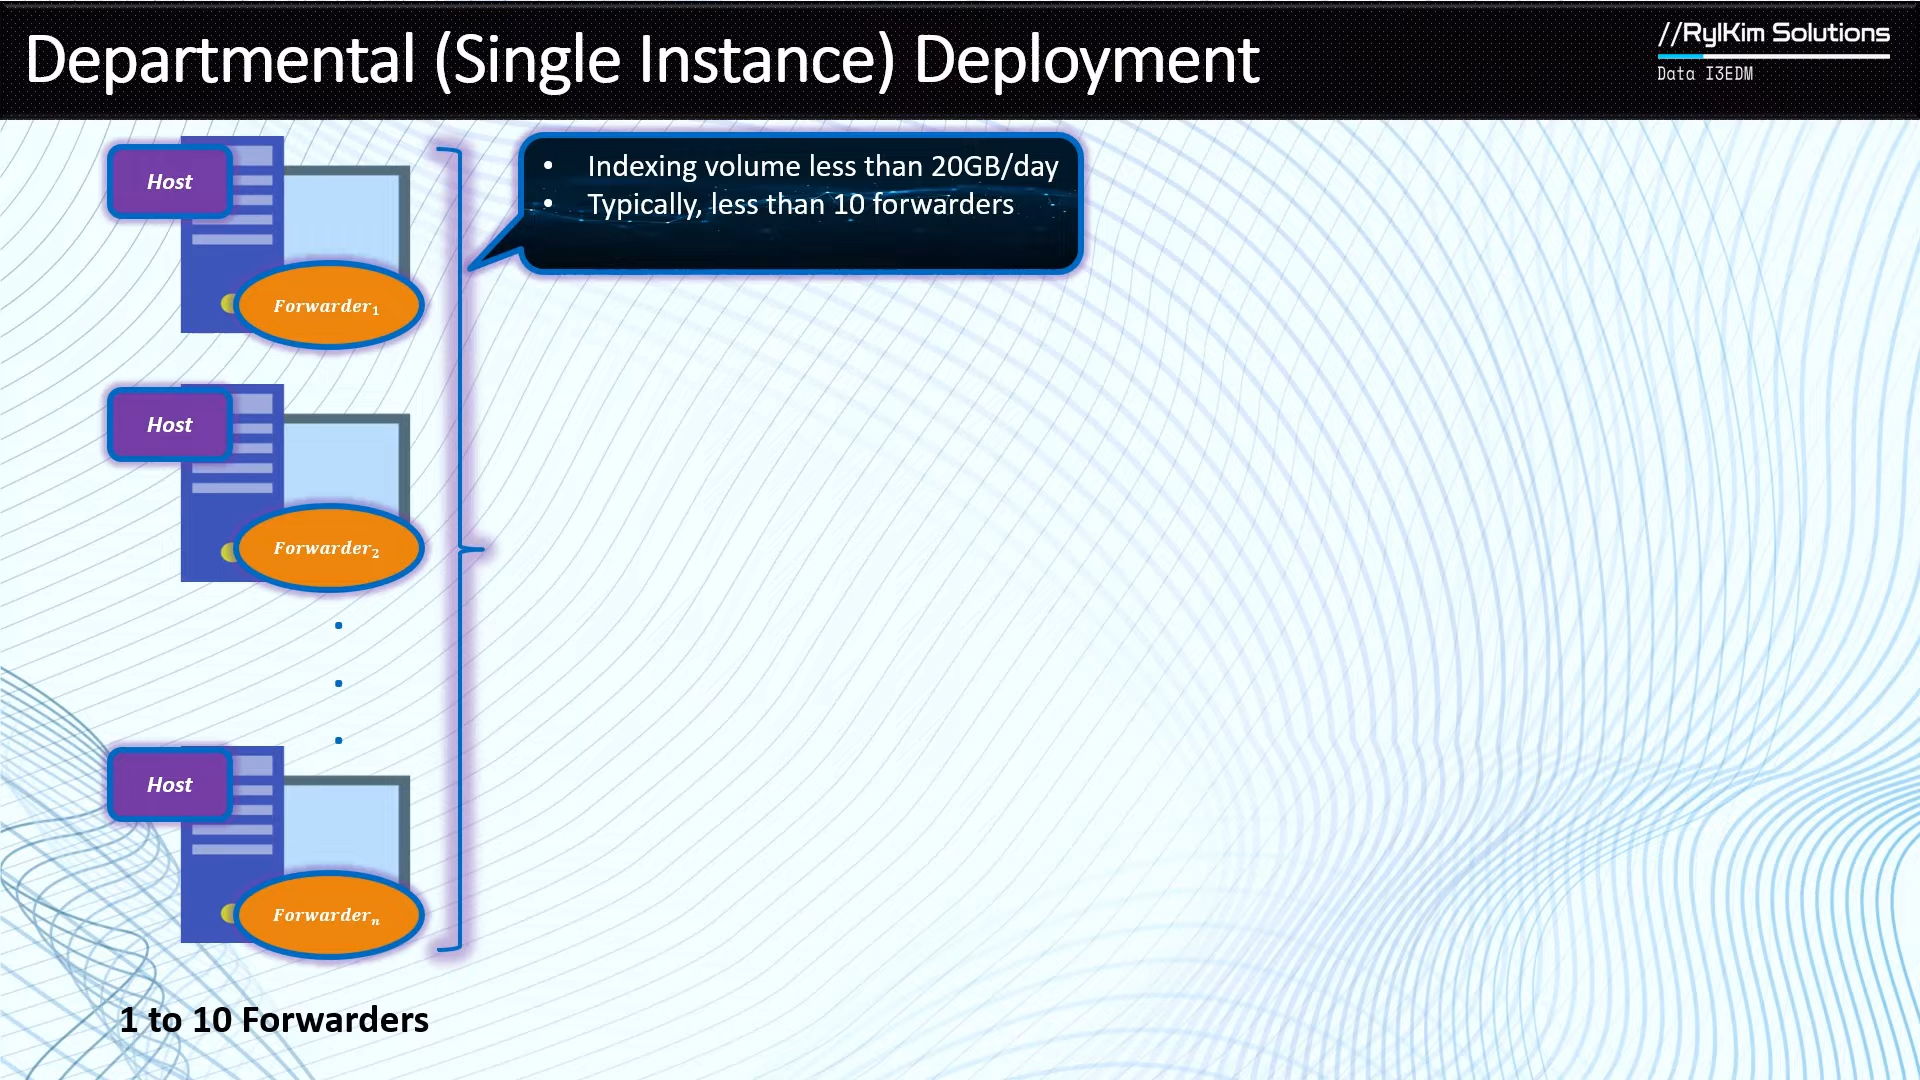 Departmental (Single Instance) Deployment
//RylKim Solutions
Data I3EDM
Host
• Indexing volume less than 20GB/day
• Typically, less than 10 forwarders
Forwarder₁
Host
Forwarder₂
Host
Forwarderₙ
1 to 10 Forwarders